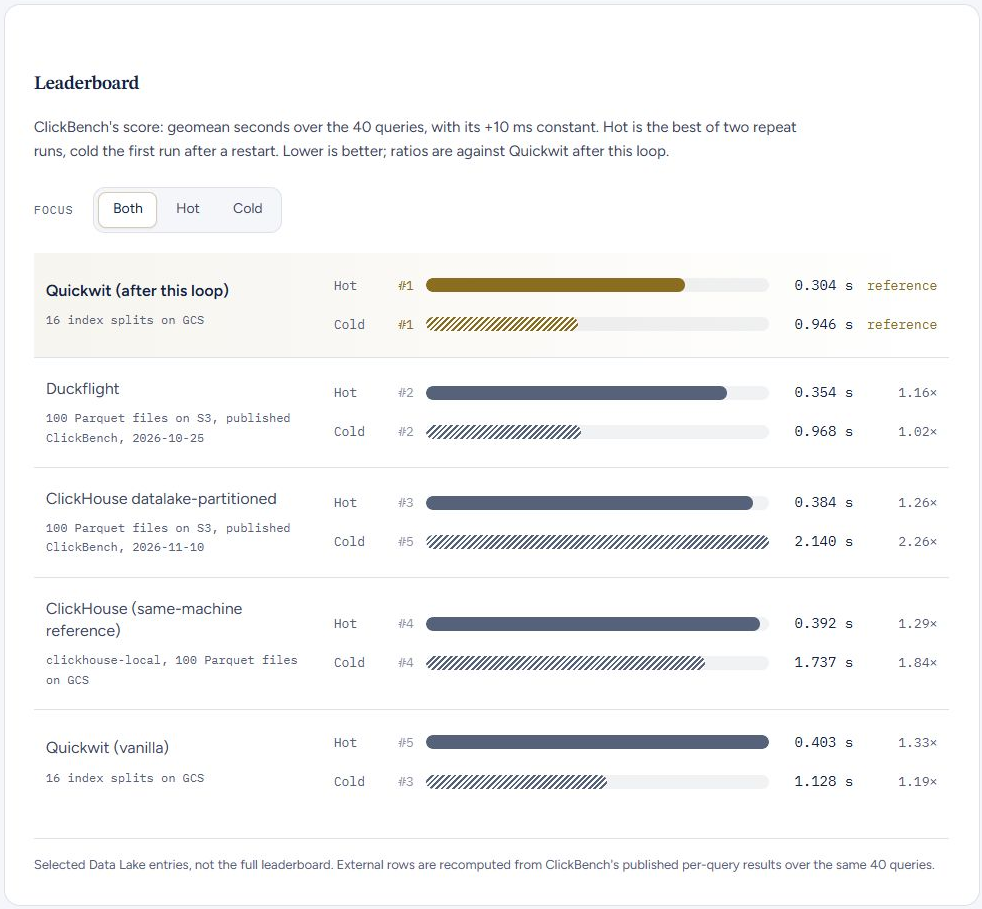 Leaderboard
ClickBench's score: geomean seconds over the 40 queries, with its +10 ms constant. Hot is the best of two repeat
runs, cold the first run after a restart. Lower is better; ratios are against Quickwit after this loop.
FOCUS Both Hot Cold
Quickwit (after this loop)
16 index splits on GCS
Hot #1 0.304 s reference
Cold #1 0.946 s reference
Duckflight
100 Parquet files on S3, published
ClickBench, 2026-10-25
Hot #2 0.354 s 1.16×
Cold #2 0.968 s 1.02×
ClickHouse datalake-partitioned
100 Parquet files on S3, published
ClickBench, 2026-11-10
Hot #3 0.384 s 1.26×
Cold #5 2.140 s 2.26×
ClickHouse (same-machine
reference)
clickhouse-local, 100 Parquet files
on GCS
Hot #4 0.392 s 1.29×
Cold #4 1.737 s 1.84×
Quickwit (vanilla)
16 index splits on GCS
Hot #5 0.403 s 1.33×
Cold #3 1.128 s 1.19×
Selected Data Lake entries, not the full leaderboard. External rows are recomputed from ClickBench's published per-query results over the same 40 queries.